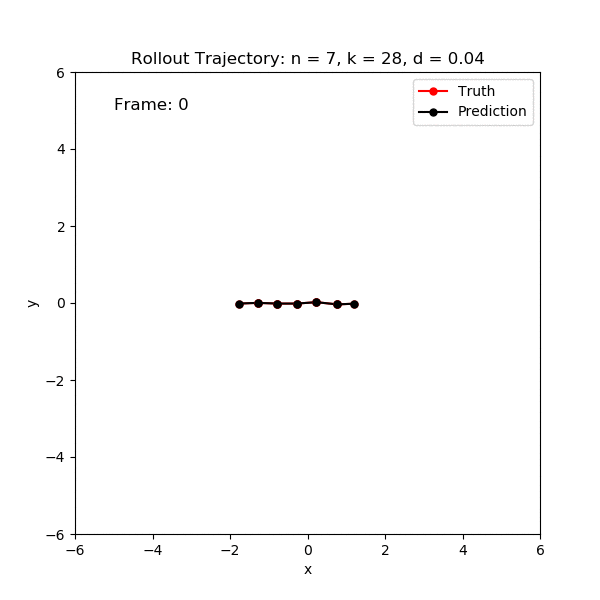 Rollout Trajectory: n = 7, k = 28, d = 0.04
6
Frame: 0
Truth
Prediction
4
2
y
0
−2
−4
−6
−6 −4 −2 0 2 4 6
x